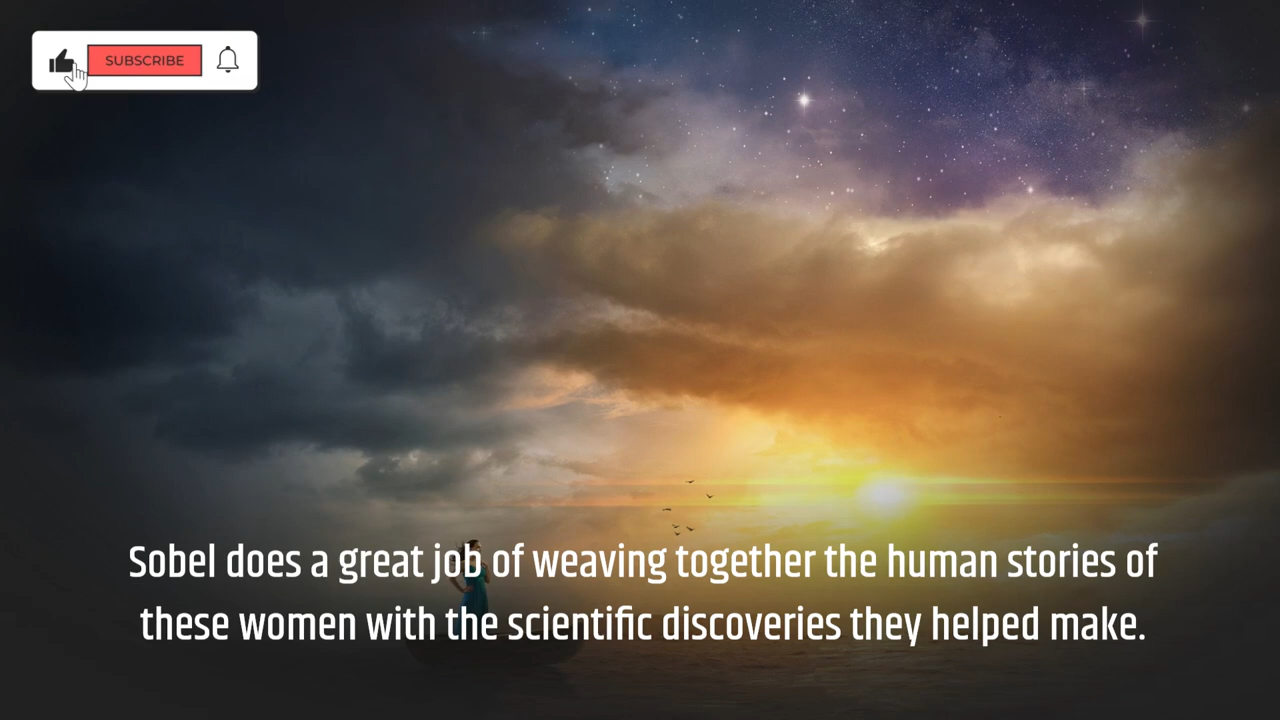 SUBSCRIBE
Sobel does a great job of weaving together the human stories of
these women with the scientific discoveries they helped make.